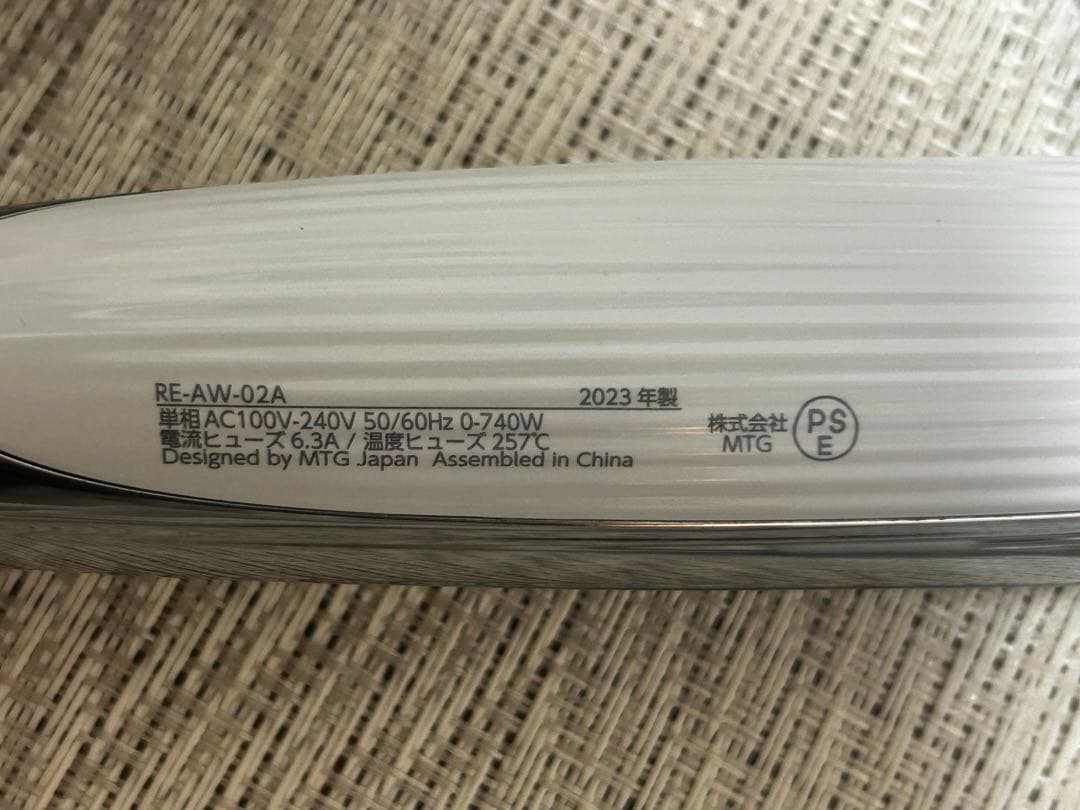 RE-AW-02A 2023 年製
単相 AC100V-240V 50/60Hz 0-740W
電流ヒューズ 6.3A / 温度ヒューズ 257℃
Designed by MTG Japan Assembled in China
株式会社
MTG
PS
E